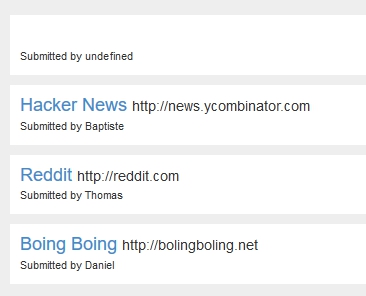 Submitted by undefined
Hacker News http://news.ycombinator.com
Submitted by Baptiste
Reddit http://reddit.com
Submitted by Thomas
Boing Boing http://bolingboling.net
Submitted by Daniel